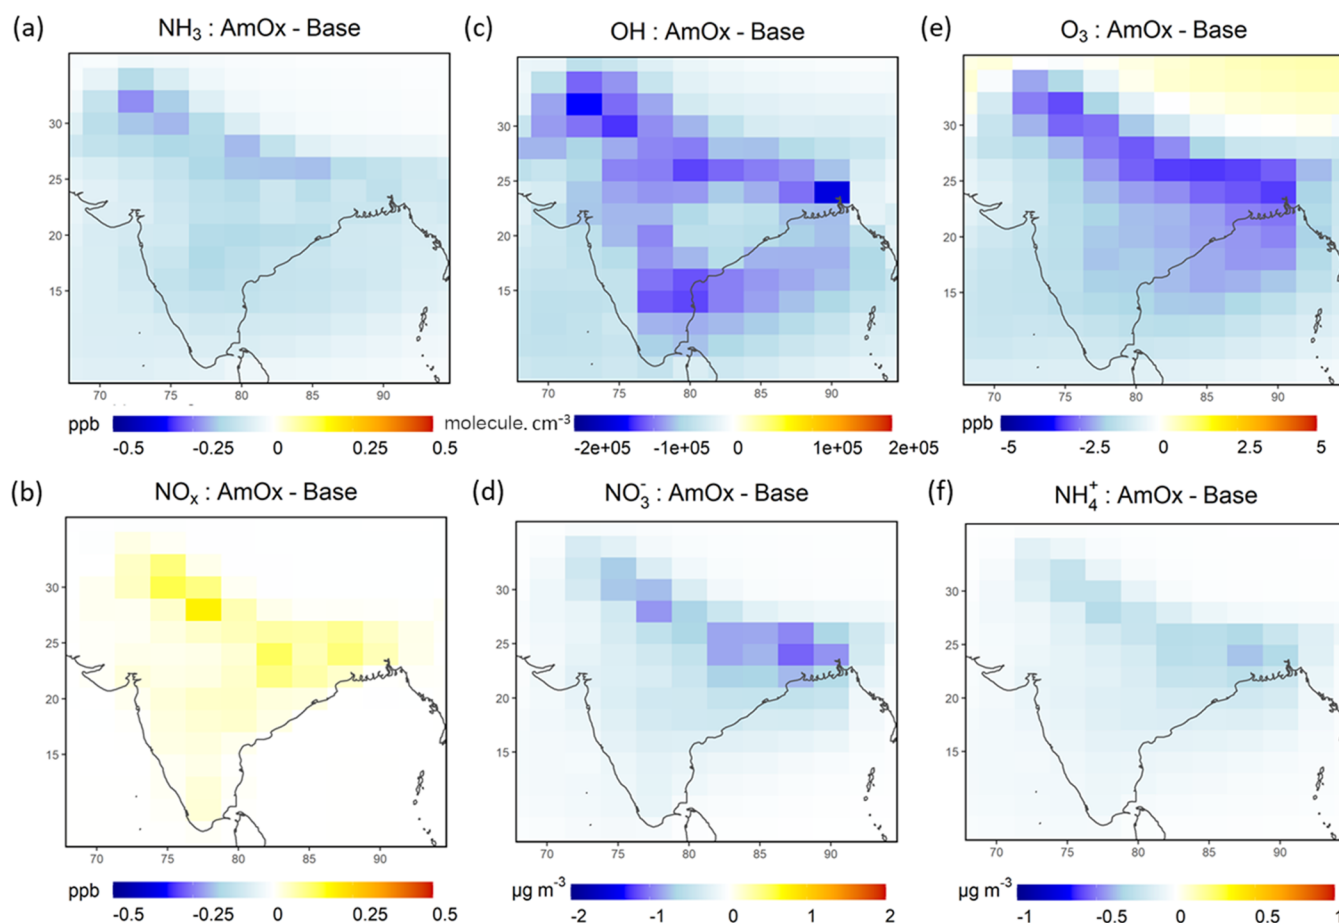 (a) NH₃ : AmOx - Base
30
25
20
15
70 75 80 85 90
ppb
-0.5 -0.25 0 0.25 0.5
(c) OH : AmOx - Base
30
25
20
15
70 75 80 85 90
molecule. cm⁻³
-2e+05 -1e+05 0 1e+05 2e+05
(e) O₃ : AmOx - Base
30
25
20
15
70 75 80 85 90
ppb
-5 -2.5 0 2.5 5
(b) NOₓ : AmOx - Base
30
25
20
15
70 75 80 85 90
ppb
-0.5 -0.25 0 0.25 0.5
(d) NO₃⁻ : AmOx - Base
30
25
20
15
70 75 80 85 90
µg m⁻³
-2 -1 0 1 2
(f) NH₄⁺ : AmOx - Base
30
25
20
15
70 75 80 85 90
µg m⁻³
-1 -0.5 0 0.5 1